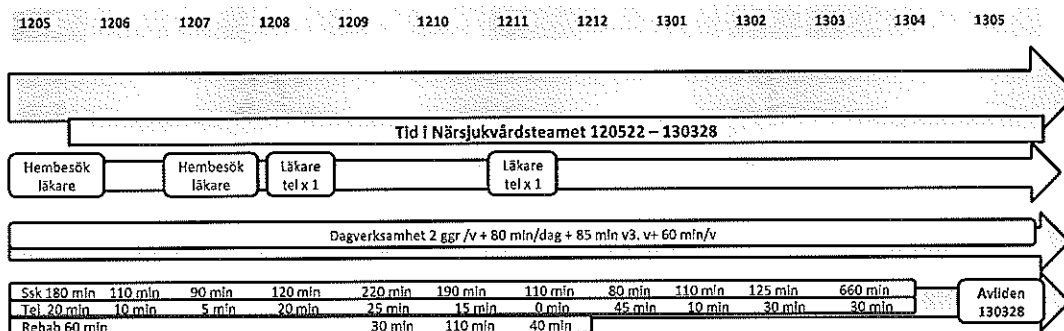 1205 1206 1207 1208 1209 1210 1211 1212 1301 1302 1303 1304 1305
Tid i Närsjukvårdsteamet 120522 – 130328
Hembesök läkare
Hembesök läkare
Läkare tel x 1
Läkare tel x 1
Dagverksamhet 2 ggr /v + 80 min/dag + 85 min v3. v+ 60 min/v
Ssk 180 min 110 min 90 min 120 min 220 min 190 min 110 min 80 min 110 min 125 min 660 min
Tel 20 min 10 min 5 min 20 min 25 min 15 min 0 min 45 min 10 min 30 min 30 min
Rehab 60 min 30 min 110 min 40 min
Avliden
130328